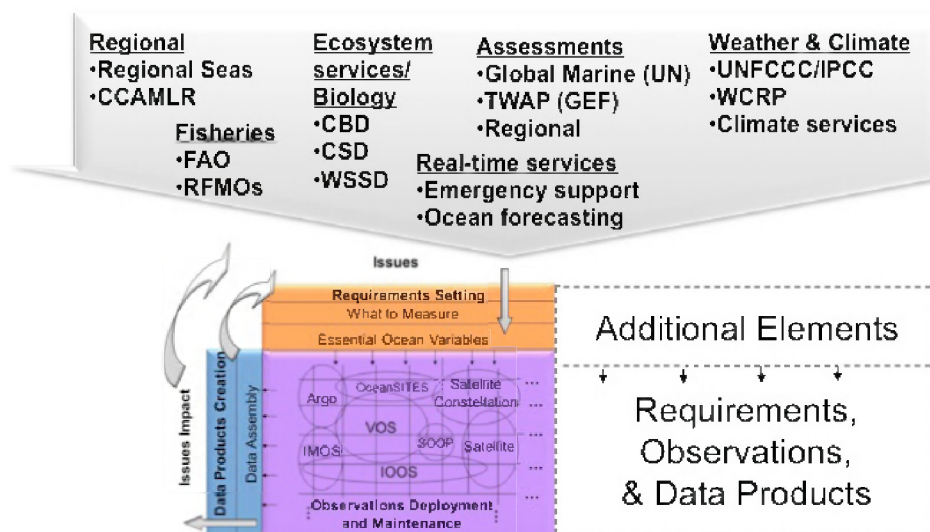 Regional
•Regional Seas
•CCAMLR
Fisheries
•FAO
•RFMOs
Ecosystem
services/
Biology
•CBD
•CSD
•WSSD
Assessments
•Global Marine (UN)
•TWAP (GEF)
•Regional
Real-time services
•Emergency support
•Ocean forecasting
Weather & Climate
•UNFCCC/IPCC
•WCRP
•Climate services
Issues
Requirements Setting
What to Measure
Essential Ocean Variables
Issues Impact
Data Products Creation
Data Assembly
Argo
OceanSITES
Satellite
Constellation
VOS
IMOS
SOOP
Satellite
IOOS
Observations Deployment
and Maintenance
Additional Elements
Requirements,
Observations,
& Data Products